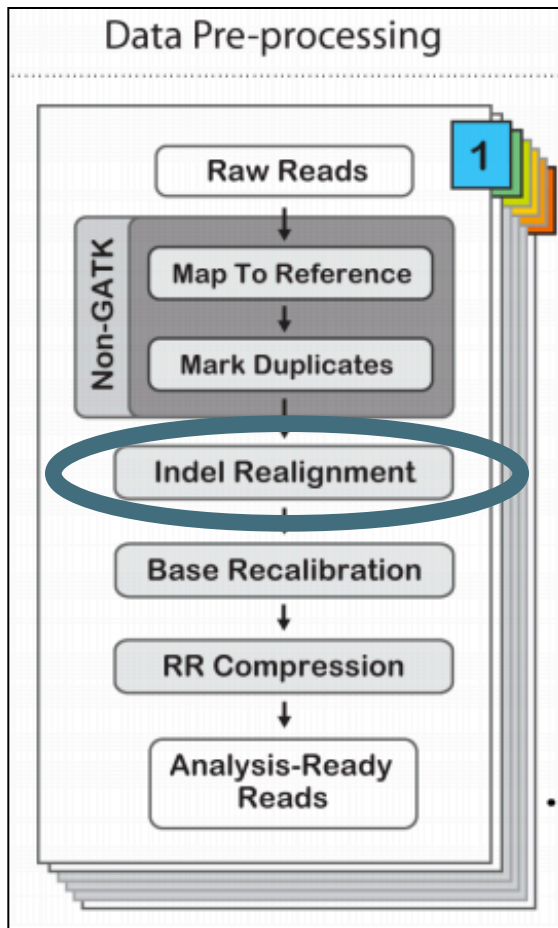 Data Pre-processing
1
Raw Reads
Non-GATK
Map To Reference
Mark Duplicates
Indel Realignment
Base Recalibration
RR Compression
Analysis-Ready
Reads